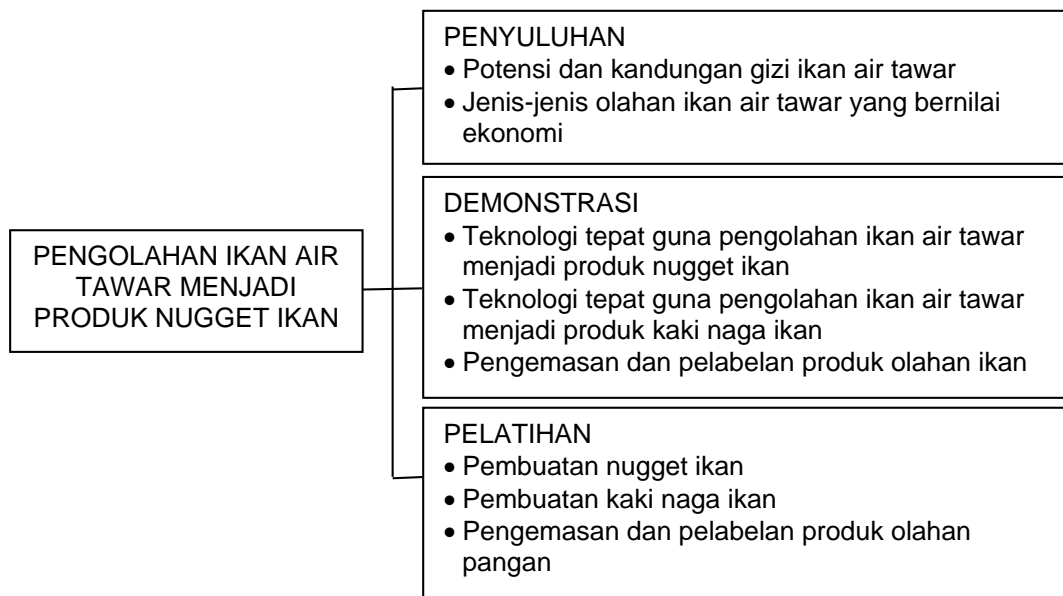 PENGOLAHAN IKAN AIR
TAWAR MENJADI
PRODUK NUGGET IKAN
PENYULUHAN
• Potensi dan kandungan gizi ikan air tawar
• Jenis-jenis olahan ikan air tawar yang bernilai
ekonomi
DEMONSTRASI
• Teknologi tepat guna pengolahan ikan air tawar
menjadi produk nugget ikan
• Teknologi tepat guna pengolahan ikan air tawar
menjadi produk kaki naga ikan
• Pengemasan dan pelabelan produk olahan ikan
PELATIHAN
• Pembuatan nugget ikan
• Pembuatan kaki naga ikan
• Pengemasan dan pelabelan produk olahan
pangan